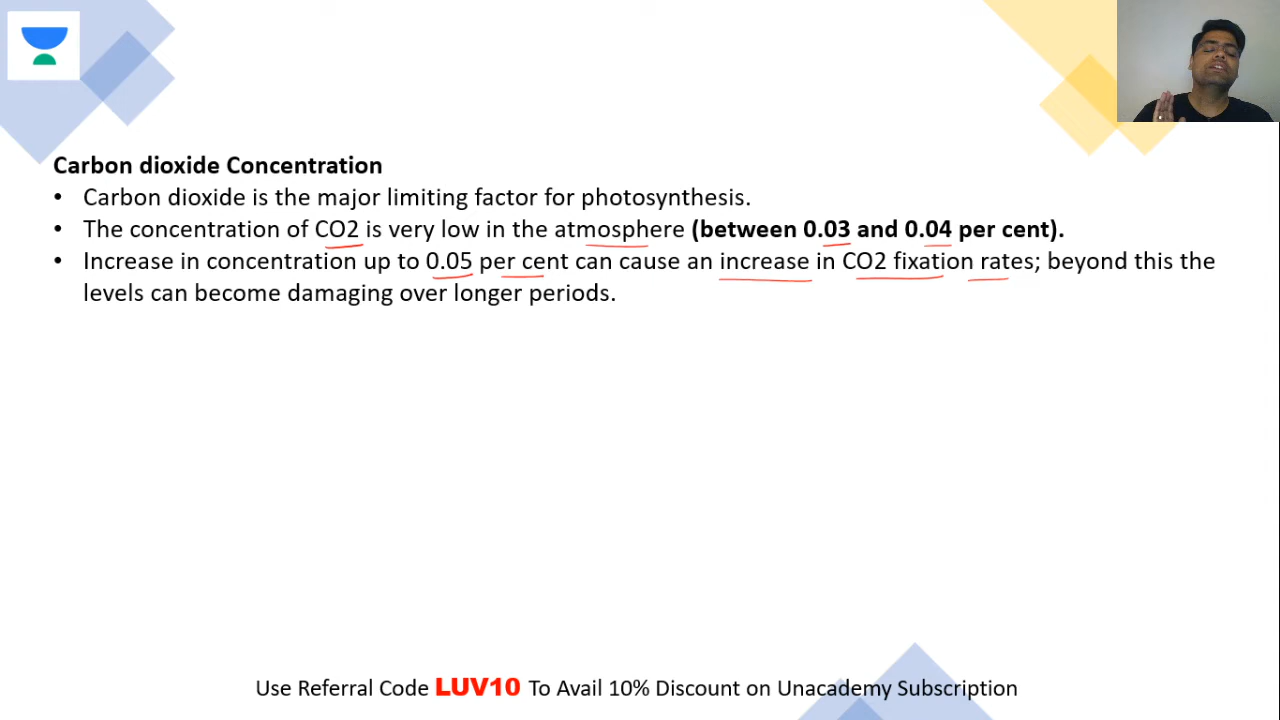 Carbon dioxide Concentration
• Carbon dioxide is the major limiting factor for photosynthesis.
• The concentration of CO2 is very low in the atmosphere (between 0.03 and 0.04 per cent).
• Increase in concentration up to 0.05 per cent can cause an increase in CO2 fixation rates; beyond this the
levels can become damaging over longer periods.
Use Referral Code LUV10 To Avail 10% Discount on Unacademy Subscription